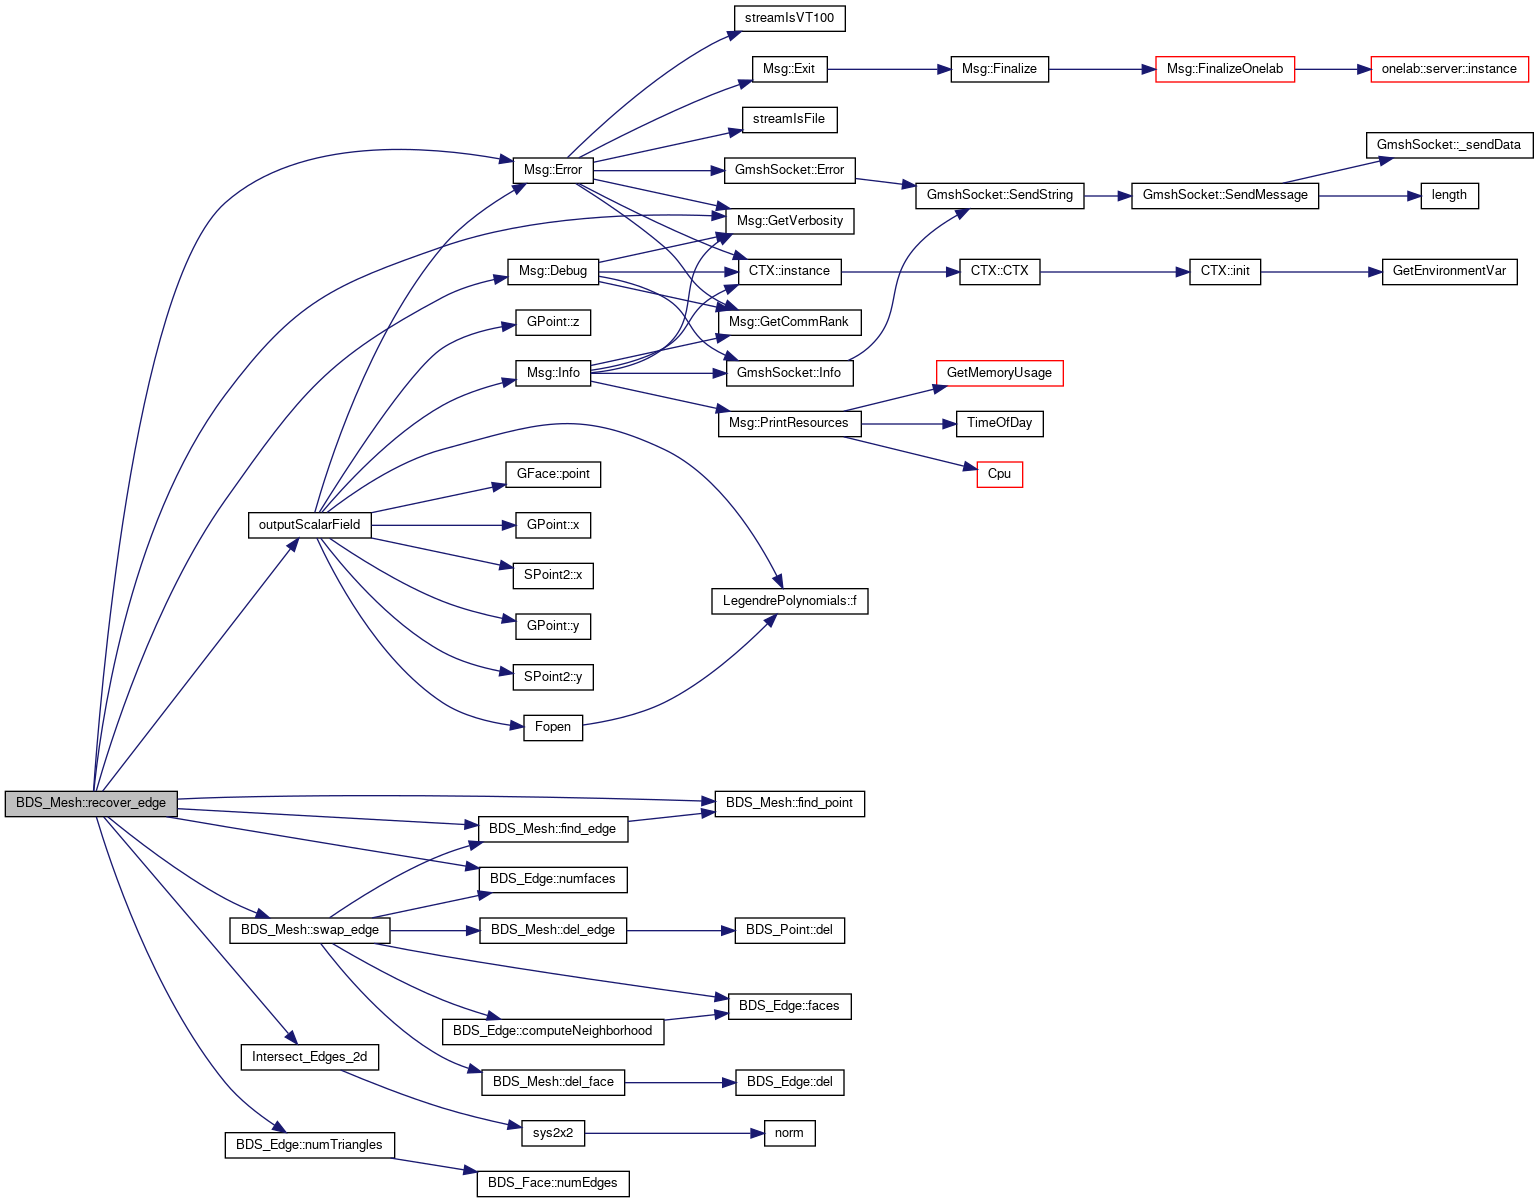 streamIsVT100
Msg::Exit
Msg::Finalize
Msg::FinalizeOnelab
onelab::server::instance
streamIsFile
GmshSocket::_sendData
Msg::Error
GmshSocket::Error
GmshSocket::SendString
GmshSocket::SendMessage
length
Msg::GetVerbosity
Msg::Debug
CTX::instance
CTX::CTX
CTX::init
GetEnvironmentVar
GPoint::z
Msg::GetCommRank
Msg::Info
GmshSocket::Info
GetMemoryUsage
Msg::PrintResources
TimeOfDay
GFace::point
Cpu
outputScalarField
GPoint::x
SPoint2::x
LegendrePolynomials::f
GPoint::y
SPoint2::y
Fopen
BDS_Mesh::recover_edge
BDS_Mesh::find_point
BDS_Mesh::find_edge
BDS_Edge::numfaces
BDS_Mesh::swap_edge
BDS_Mesh::del_edge
BDS_Point::del
BDS_Edge::faces
BDS_Edge::computeNeighborhood
Intersect_Edges_2d
BDS_Mesh::del_face
BDS_Edge::del
sys2x2
norm
BDS_Edge::numTriangles
BDS_Face::numEdges